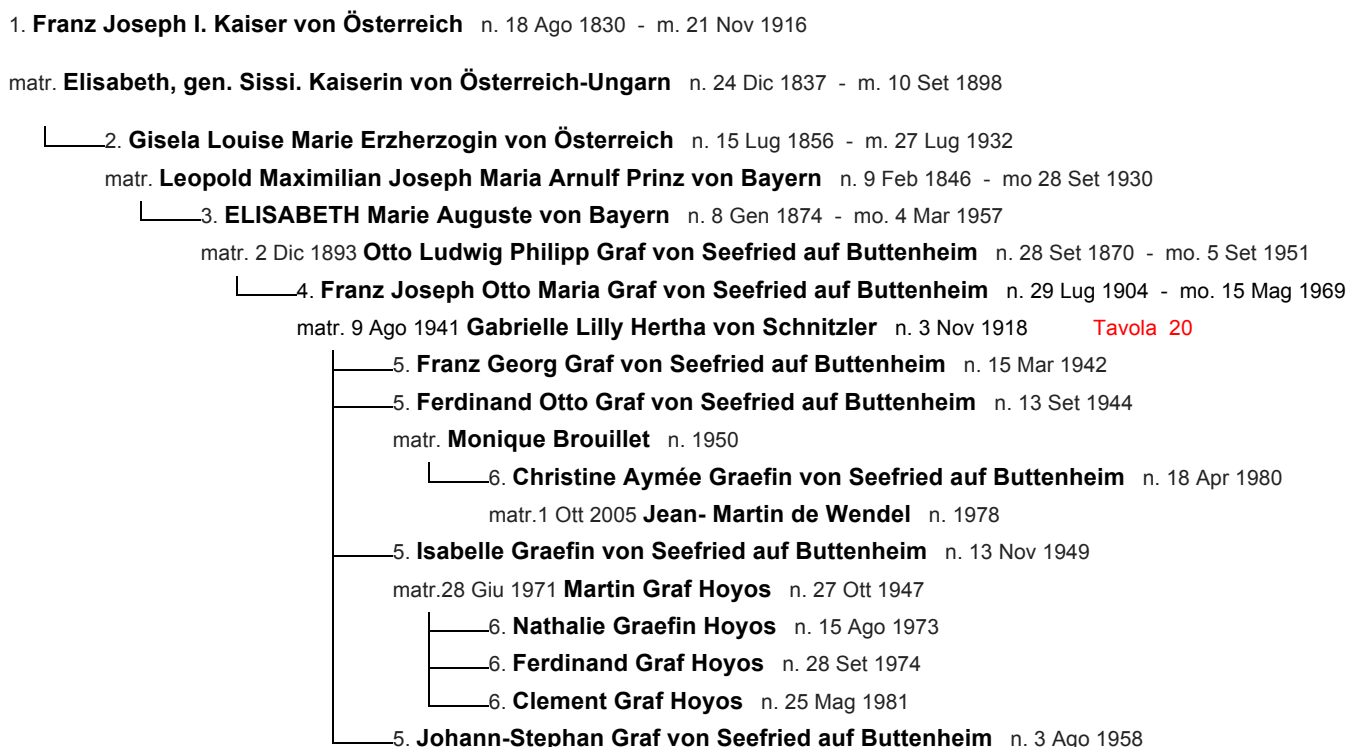 1. Franz Joseph I. Kaiser von Österreich n. 18 Ago 1830 - m. 21 Nov 1916
matr. Elisabeth, gen. Sissi. Kaiserin von Österreich-Ungarn n. 24 Dic 1837 - m. 10 Set 1898
2. Gisela Louise Marie Erzherzogin von Österreich n. 15 Lug 1856 - m. 27 Lug 1932
matr. Leopold Maximilian Joseph Maria Arnulf Prinz von Bayern n. 9 Feb 1846 - mo 28 Set 1930
3. ELISABETH Marie Auguste von Bayern n. 8 Gen 1874 - mo. 4 Mar 1957
matr. 2 Dic 1893 Otto Ludwig Philipp Graf von Seefried auf Buttenheim n. 28 Set 1870 - mo. 5 Set 1951
4. Franz Joseph Otto Maria Graf von Seefried auf Buttenheim n. 29 Lug 1904 - mo. 15 Mag 1969
matr. 9 Ago 1941 Gabrielle Lilly Hertha von Schnitzler n. 3 Nov 1918 Tavola 20
5. Franz Georg Graf von Seefried auf Buttenheim n. 15 Mar 1942
5. Ferdinand Otto Graf von Seefried auf Buttenheim n. 13 Set 1944
matr. Monique Brouillet n. 1950
6. Christine Aymée Graefin von Seefried auf Buttenheim n. 18 Apr 1980
matr.1 Ott 2005 Jean- Martin de Wendel n. 1978
5. Isabelle Graefin von Seefried auf Buttenheim n. 13 Nov 1949
matr.28 Giu 1971 Martin Graf Hoyos n. 27 Ott 1947
6. Nathalie Graefin Hoyos n. 15 Ago 1973
6. Ferdinand Graf Hoyos n. 28 Set 1974
6. Clement Graf Hoyos n. 25 Mag 1981
5. Johann-Stephan Graf von Seefried auf Buttenheim n. 3 Ago 1958